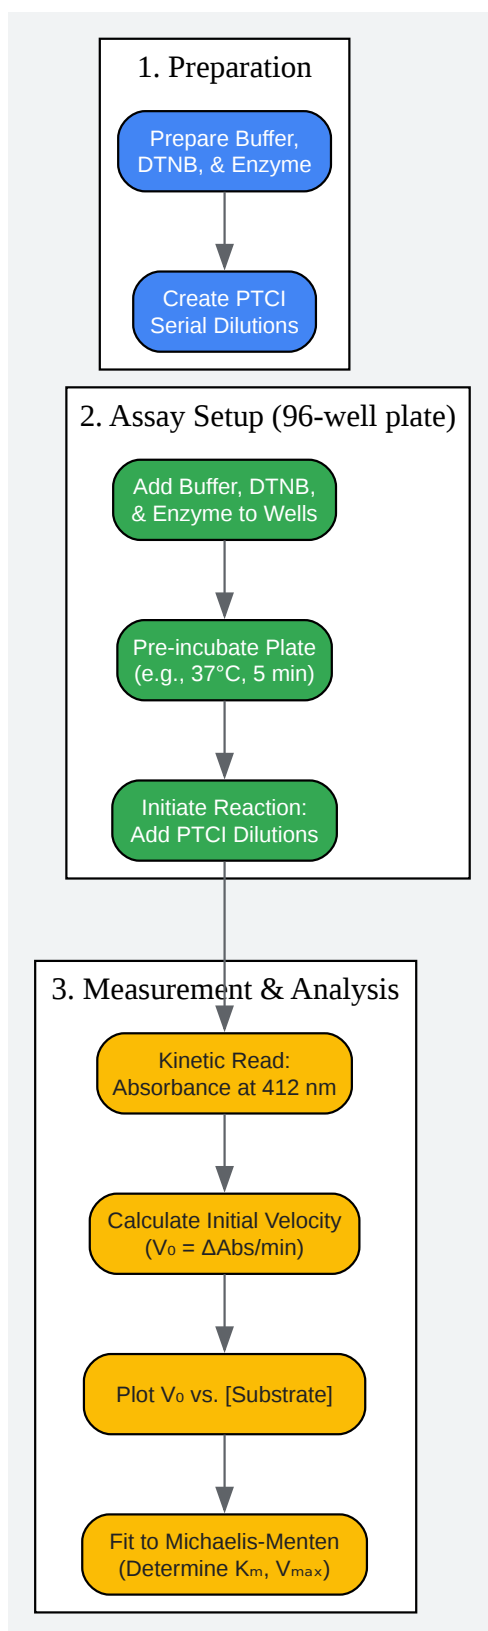 1. Preparation
Prepare Buffer,
DTNB, & Enzyme
Create PTCI
Serial Dilutions
2. Assay Setup (96-well plate)
Add Buffer, DTNB,
& Enzyme to Wells
Pre-incubate Plate
(e.g., 37°C, 5 min)
Initiate Reaction:
Add PTCI Dilutions
3. Measurement & Analysis
Kinetic Read:
Absorbance at 412 nm
Calculate Initial Velocity
(V₀ = ΔAbs/min)
Plot V₀ vs. [Substrate]
Fit to Michaelis-Menten
(Determine Kₘ, Vₘₐₓ)